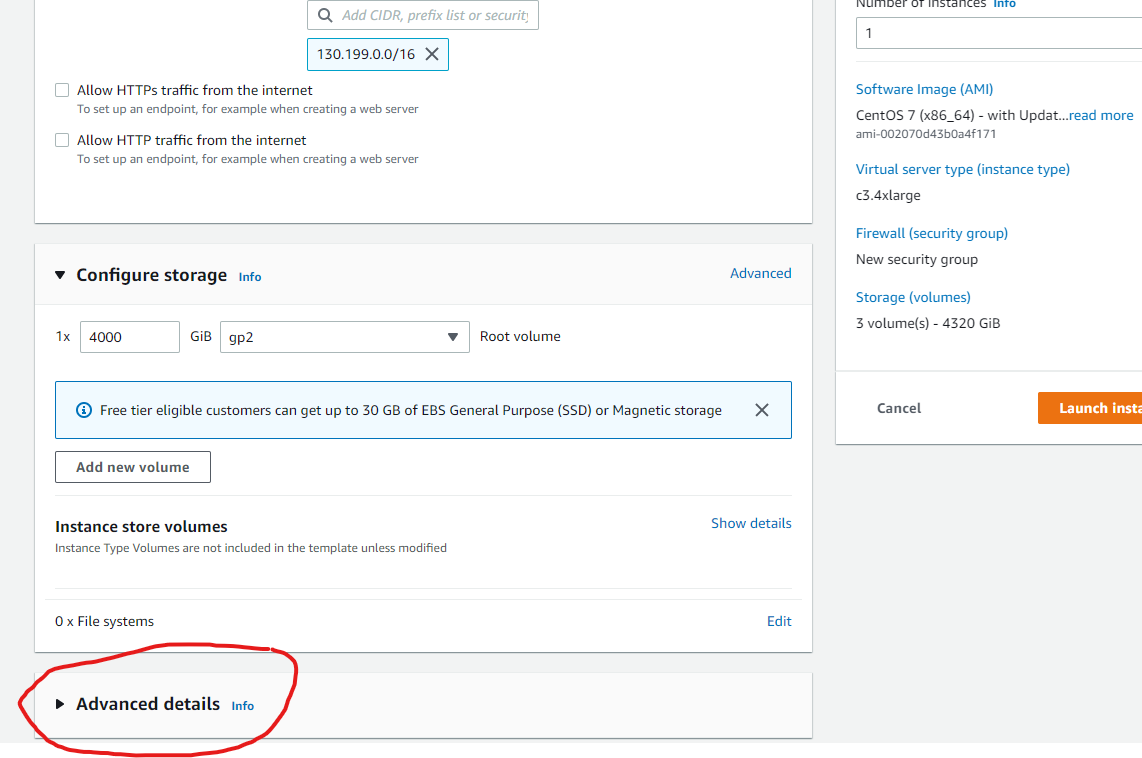 Add CIDR, prefix list or security
130.199.0.0/16
Allow HTTPs traffic from the internet
To set up an endpoint, for example when creating a web server
Allow HTTP traffic from the internet
To set up an endpoint, for example when creating a web server
Configure storage Info
Advanced
1x 4000 GiB gp2 Root volume
Free tier eligible customers can get up to 30 GB of EBS General Purpose (SSD) or Magnetic storage
Add new volume
Instance store volumes
Show details
Instance Type Volumes are not included in the template unless modified
0 x File systems
Edit
Advanced details Info
Number of instances Info
1
Software Image (AMI)
CentOS 7 (x86_64) - with Updat...read more
ami-002070d43b0a4f171
Virtual server type (instance type)
c3.4xlarge
Firewall (security group)
New security group
Storage (volumes)
3 volume(s) - 4320 GiB
Cancel
Launch insta